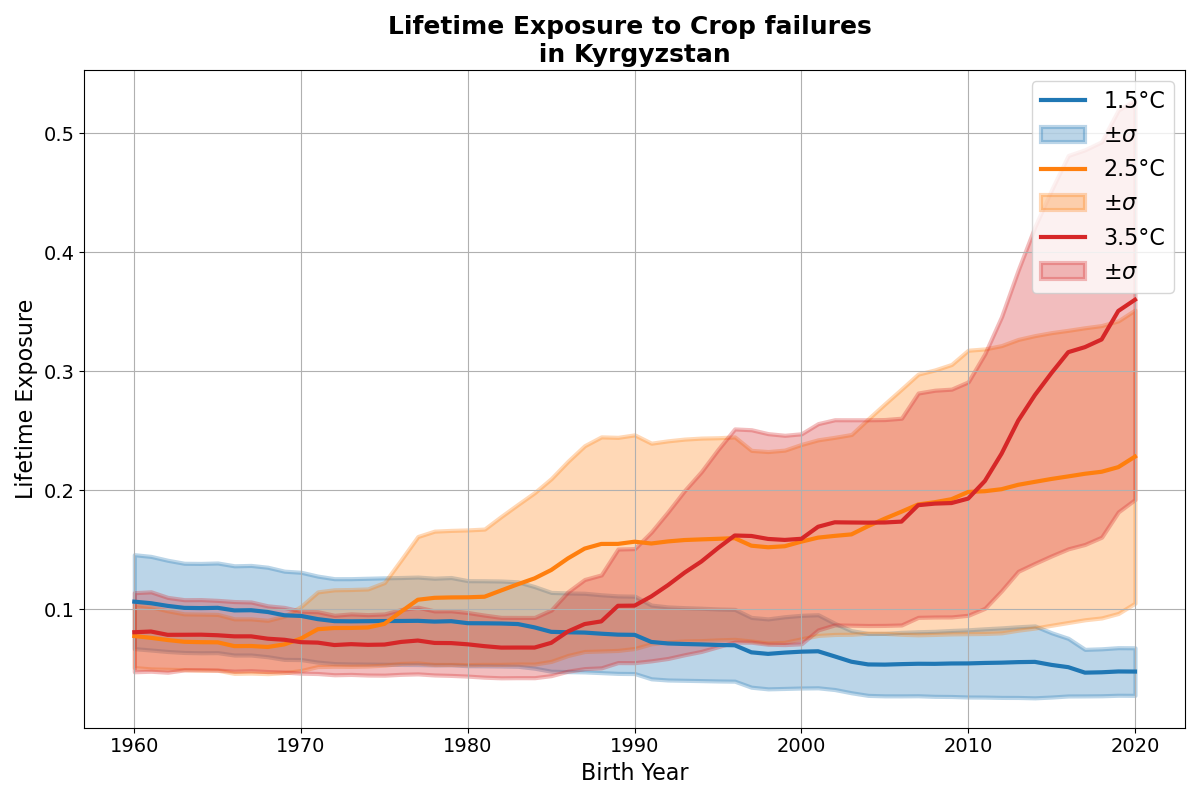 Lifetime Exposure to Crop failures
in Kyrgyzstan
1.5°C
±σ
2.5°C
±σ
3.5°C
±σ
Lifetime Exposure
0.5
0.4
0.3
0.2
0.1
1960 1970 1980 1990 2000 2010 2020
Birth Year